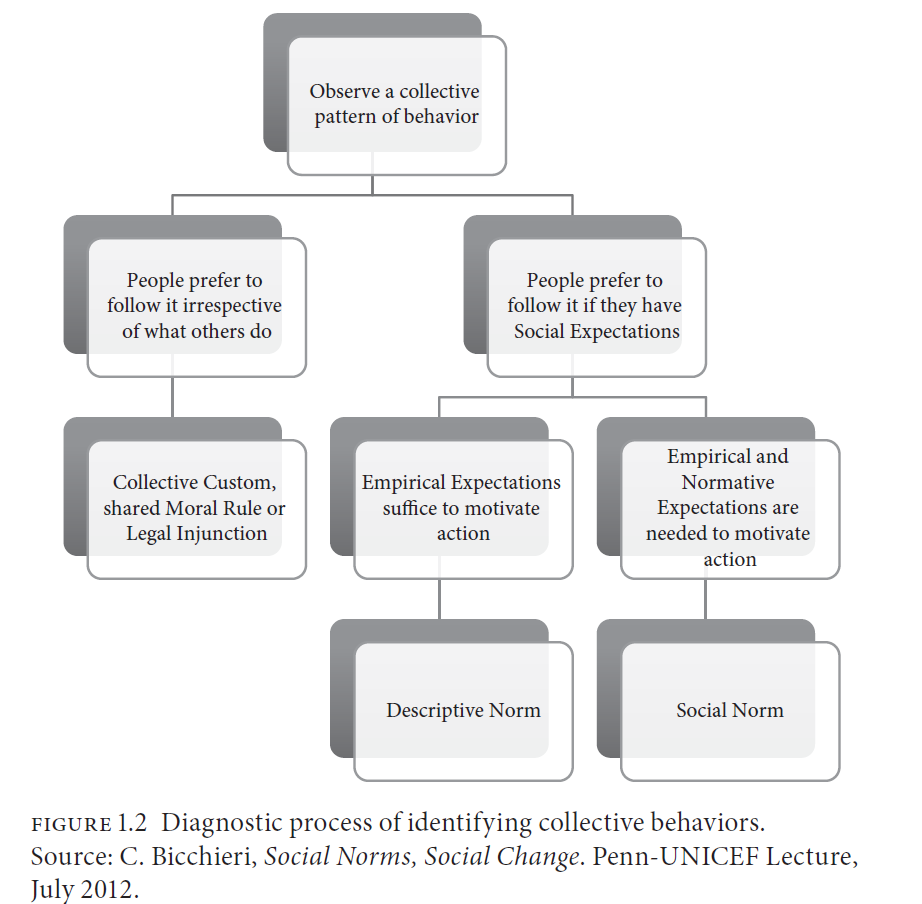 Observe a collective
pattern of behavior
People prefer to
follow it irrespective
of what others do
People prefer to
follow it if they have
Social Expectations
Collective Custom,
shared Moral Rule or
Legal Injunction
Empirical Expectations
suffice to motivate
action
Empirical and
Normative
Expectations are
needed to motivate
action
Descriptive Norm
Social Norm
FIGURE 1.2 Diagnostic process of identifying collective behaviors.
Source: C. Bicchieri, Social Norms, Social Change. Penn-UNICEF Lecture,
July 2012.